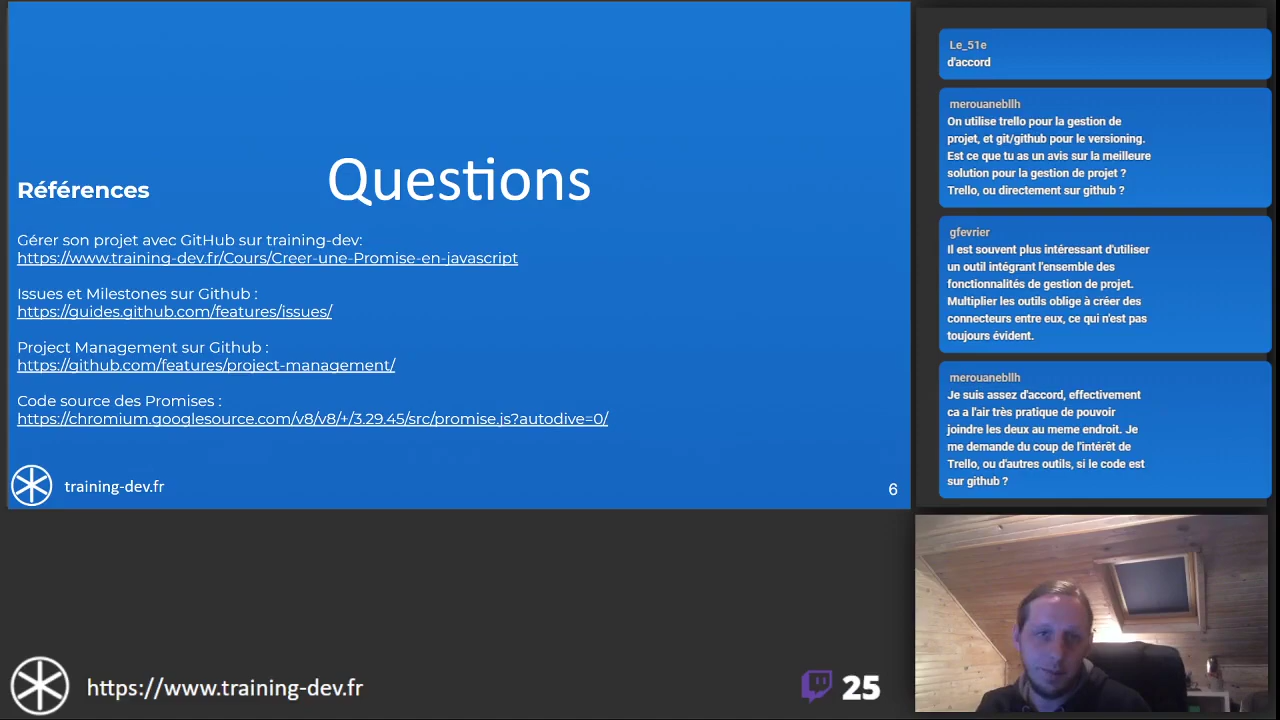 Questions
Références
Gérer son projet avec GitHub sur training-dev:
https://www.training-dev.fr/Cours/Creer-une-Promise-en-javascript
Issues et Milestones sur Github :
https://guides.github.com/features/issues/
Project Management sur Github :
https://github.com/features/project-management/
Code source des Promises :
https://chromium.googlesource.com/v8/v8/+/3.29.45/src/promise.js?autodive=0/
training-dev.fr
6
Le_51e
d'accord
merouanebllh
On utilise trello pour la gestion de
projet, et git/github pour le versioning.
Est ce que tu as un avis sur la meilleure
solution pour la gestion de projet ?
Trello, ou directement sur github ?
gfevrier
Il est souvent plus intéressant d'utiliser
un outil intégrant l'ensemble des
fonctionnalités de gestion de projet.
Multiplier les outils oblige à créer des
connecteurs entre eux, ce qui n'est pas
toujours évident.
merouanebllh
Je suis assez d'accord, effectivement
ca a l'air très pratique de pouvoir
joindre les deux au meme endroit. Je
me demande du coup de l'intérêt de
Trello, ou d'autres outils, si le code est
sur github ?
https://www.training-dev.fr
25